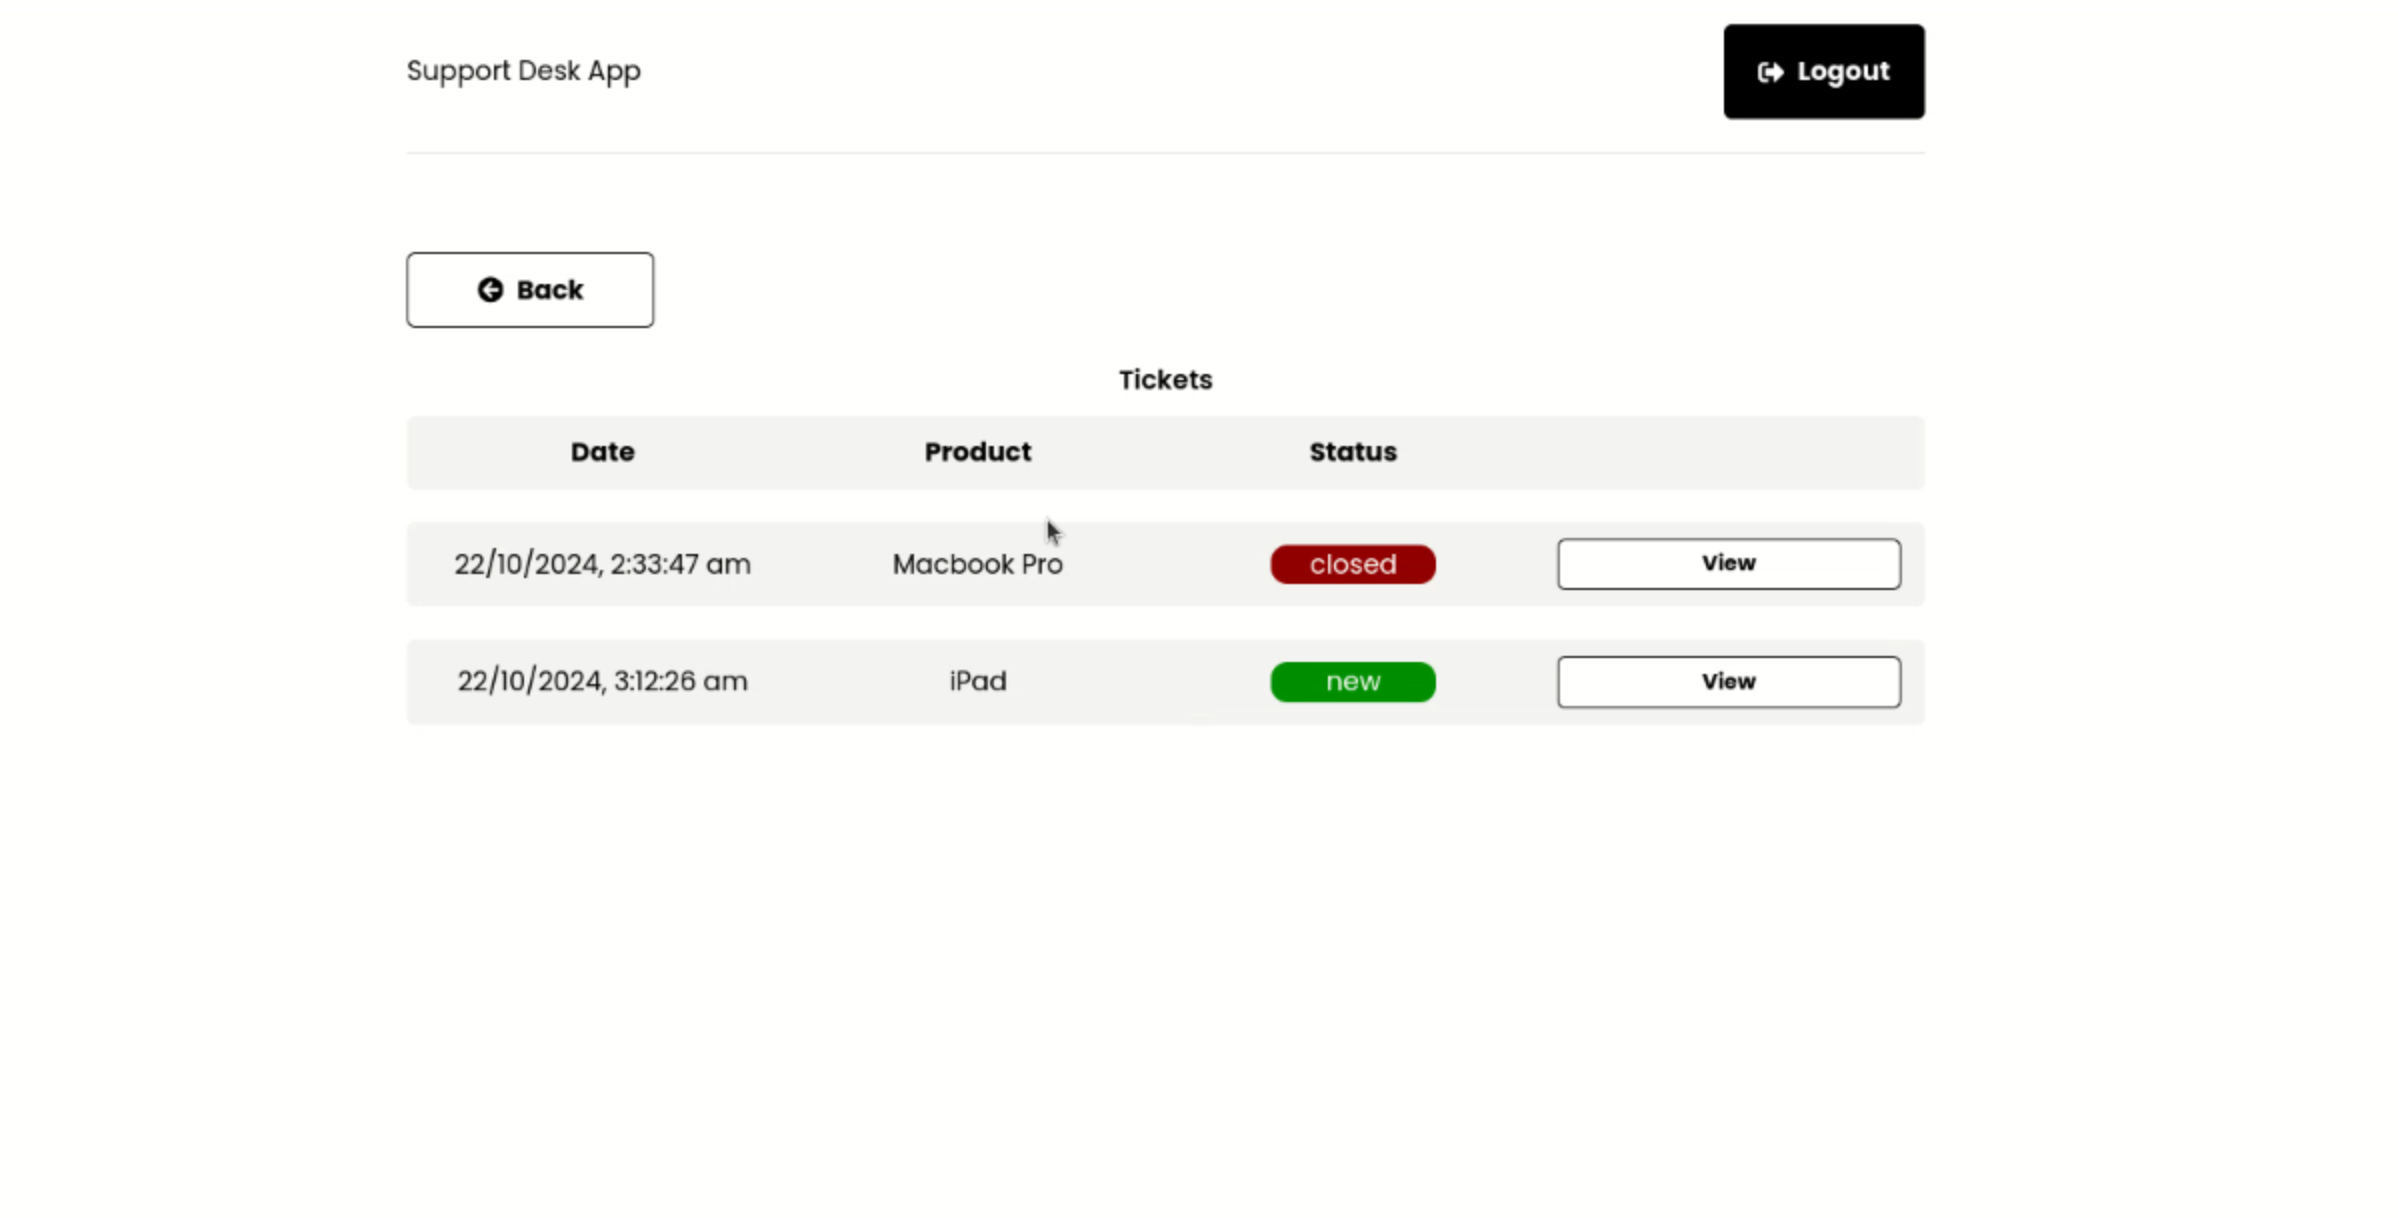 Support Desk App
Logout
Back
Tickets
Date Product Status
22/10/2024, 2:33:47 am Macbook Pro closed View
22/10/2024, 3:12:26 am iPad new View